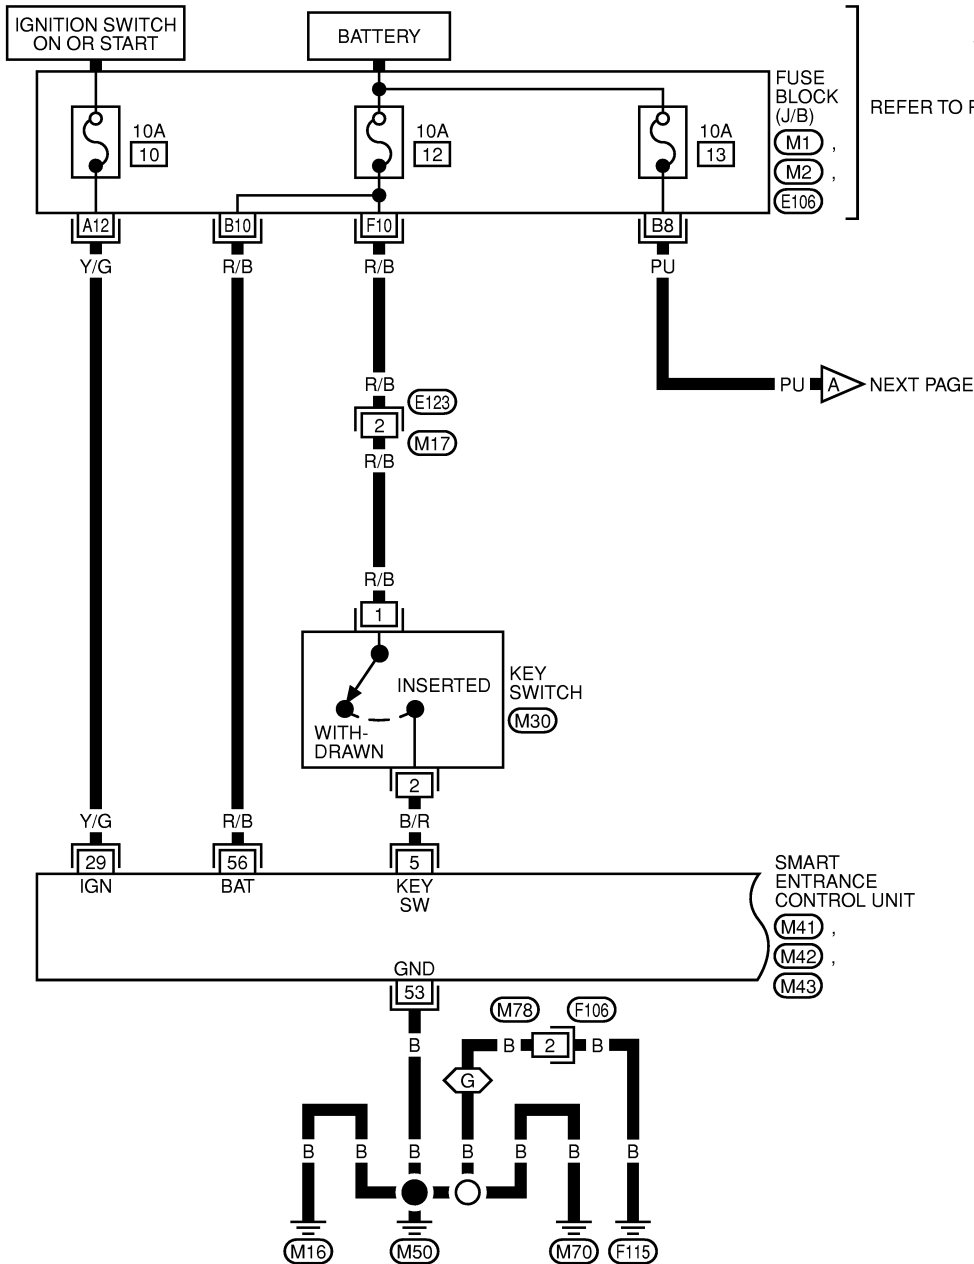 IGNITION SWITCH
ON OR START
BATTERY
FUSE
BLOCK
(J/B)
REFER TO
10A
10
10A
12
10A
13
M1 ,
M2 ,
E106
A12
B10
F10
B8
Y/G
R/B
R/B
PU
R/B
E123
2
M17
R/B
PU
A
NEXT PAGE
R/B
1
INSERTED
WITH-
DRAWN
KEY
SWITCH
M30
2
Y/G
R/B
B/R
29
56
5
IGN
BAT
KEY
SW
SMART
ENTRANCE
CONTROL UNIT
M41 ,
M42 ,
M43
GND
53
M78
F106
B
B
2
B
G
B
B
B
B
B
B
B
M16
M50
M70
F115